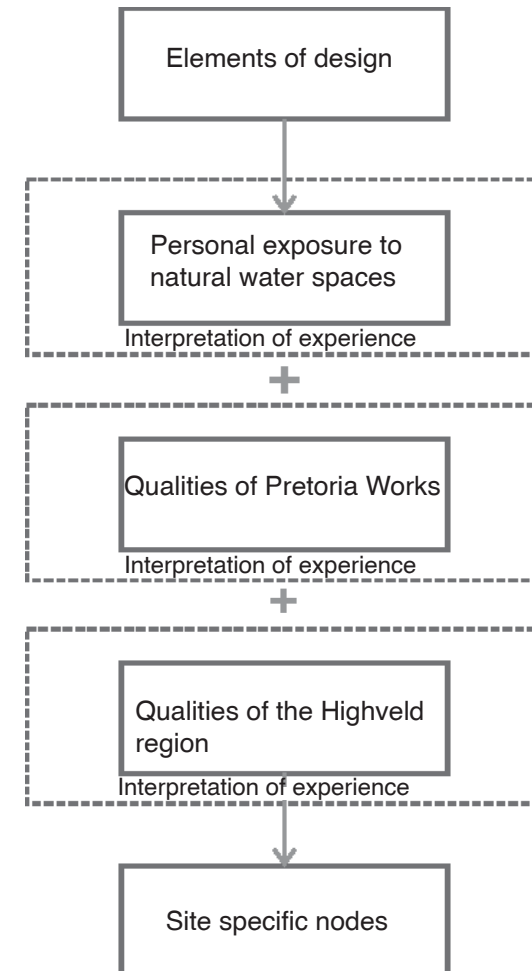 Elements of design
Personal exposure to
natural water spaces
Interpretation of experience
+
Qualities of Pretoria Works
Interpretation of experience
+
Qualities of the Highveld
region
Interpretation of experience
Site specific nodes